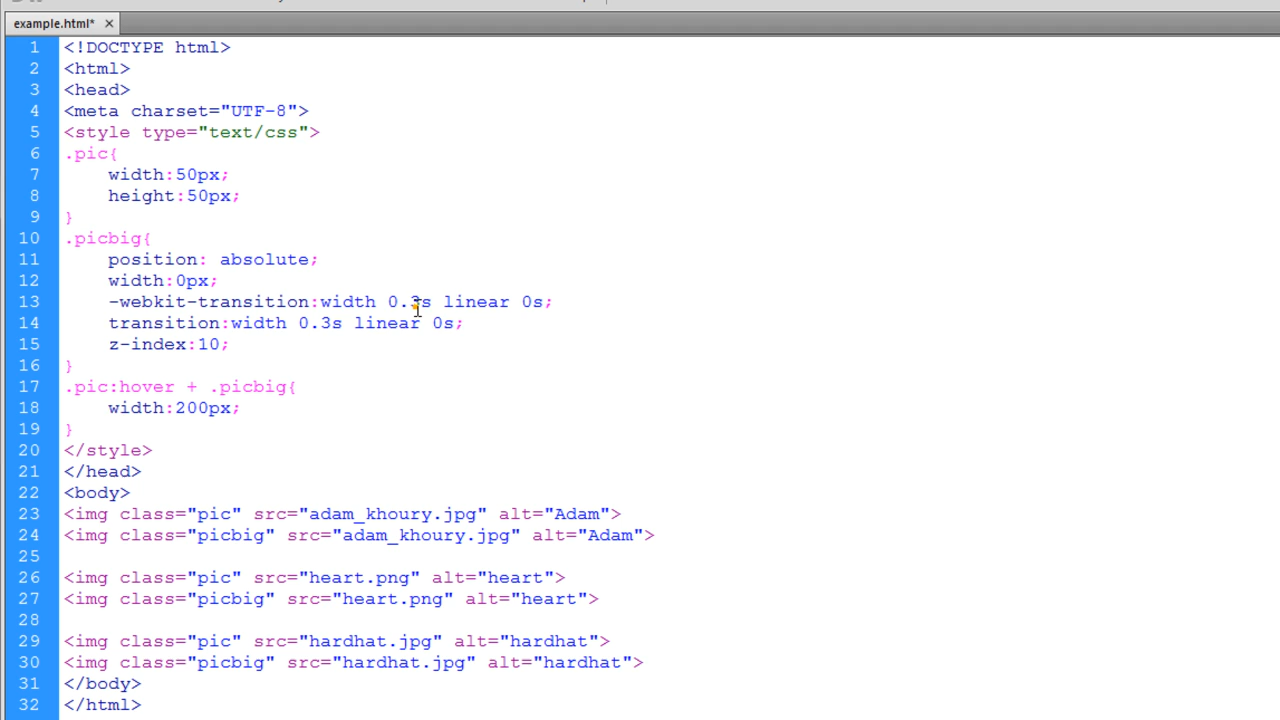 example.html* ×
1 <!DOCTYPE html>
2 <html>
3 <head>
4 <meta charset="UTF-8">
5 <style type="text/css">
6 .pic{
7     width:50px;
8     height:50px;
9 }
10 .picbig{
11     position: absolute;
12     width:0px;
13     -webkit-transition:width 0.3s linear 0s;
14     transition:width 0.3s linear 0s;
15     z-index:10;
16 }
17 .pic:hover + .picbig{
18     width:200px;
19 }
20 </style>
21 </head>
22 <body>
23 <img class="pic" src="adam_khoury.jpg" alt="Adam">
24 <img class="picbig" src="adam_khoury.jpg" alt="Adam">
25
26 <img class="pic" src="heart.png" alt="heart">
27 <img class="picbig" src="heart.png" alt="heart">
28
29 <img class="pic" src="hardhat.jpg" alt="hardhat">
30 <img class="picbig" src="hardhat.jpg" alt="hardhat">
31 </body>
32 </html>